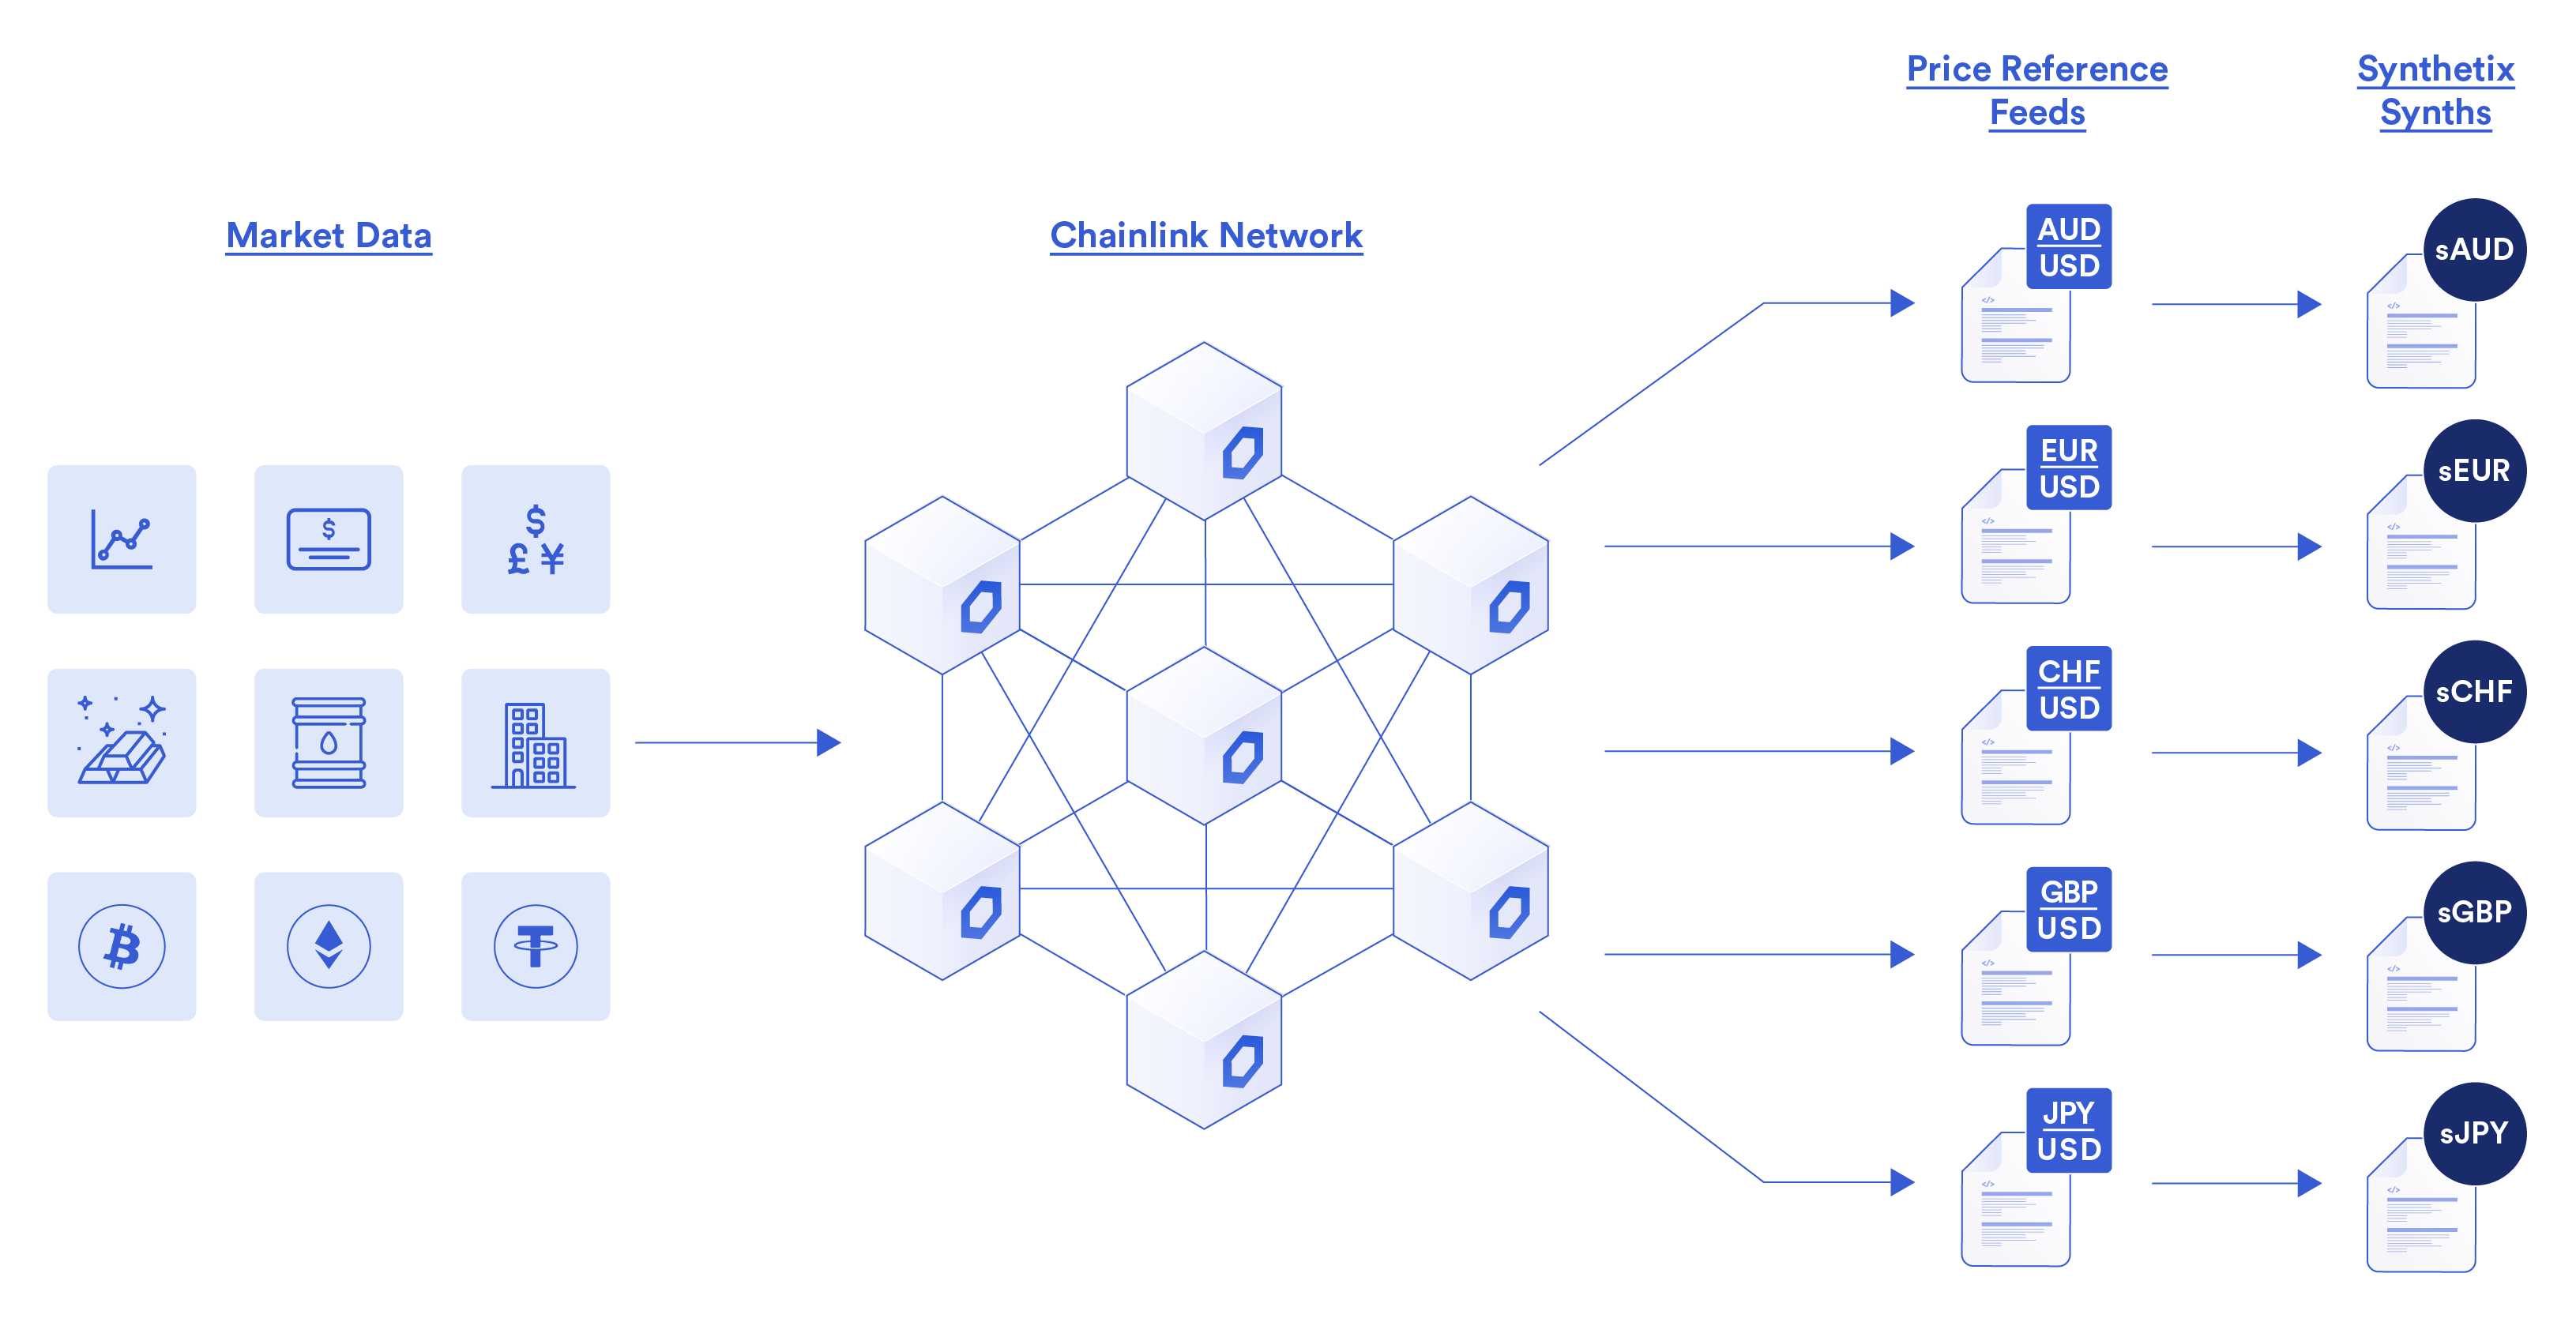 Market Data
Chainlink Network
Price Reference
Feeds
Synthetix
Synths
$
$
£ ¥
AUD
USD
</>
sAUD
</>
EUR
USD
</>
sEUR
</>
CHF
USD
</>
sCHF
</>
GBP
USD
</>
sGBP
</>
JPY
USD
</>
sJPY
</>